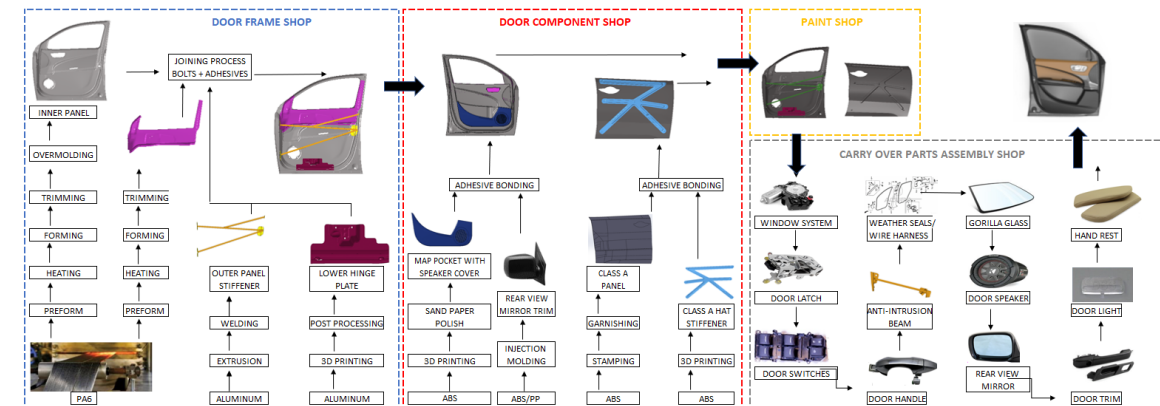 DOOR FRAME SHOP
JOINING PROCESS
BOLTS + ADHESIVES
INNER PANEL
OVERMOLDING
TRIMMING
TRIMMING
FORMING
FORMING
HEATING
HEATING
PREFORM
PREFORM
PA6
OUTER PANEL
STIFFENER
WELDING
EXTRUSION
ALUMINUM
LOWER HINGE
PLATE
POST PROCESSING
3D PRINTING
ALUMINUM
DOOR COMPONENT SHOP
ADHESIVE BONDING
ADHESIVE BONDING
MAP POCKET WITH
SPEAKER COVER
SAND PAPER
POLISH
3D PRINTING
ABS
REAR VIEW
MIRROR TRIM
INJECTION
MOLDING
ABS/PP
CLASS A
PANEL
GARNISHING
STAMPING
ABS
CLASS A HAT
STIFFENER
3D PRINTING
ABS
PAINT SHOP
CARRY OVER PARTS ASSEMBLY SHOP
WINDOW SYSTEM
DOOR LATCH
DOOR SWITCHES
WEATHER SEALS/
WIRE HARNESS
ANTI-INTRUSION
BEAM
DOOR HANDLE
GORILLA GLASS
DOOR SPEAKER
REAR VIEW
MIRROR
HAND REST
DOOR LIGHT
DOOR TRIM